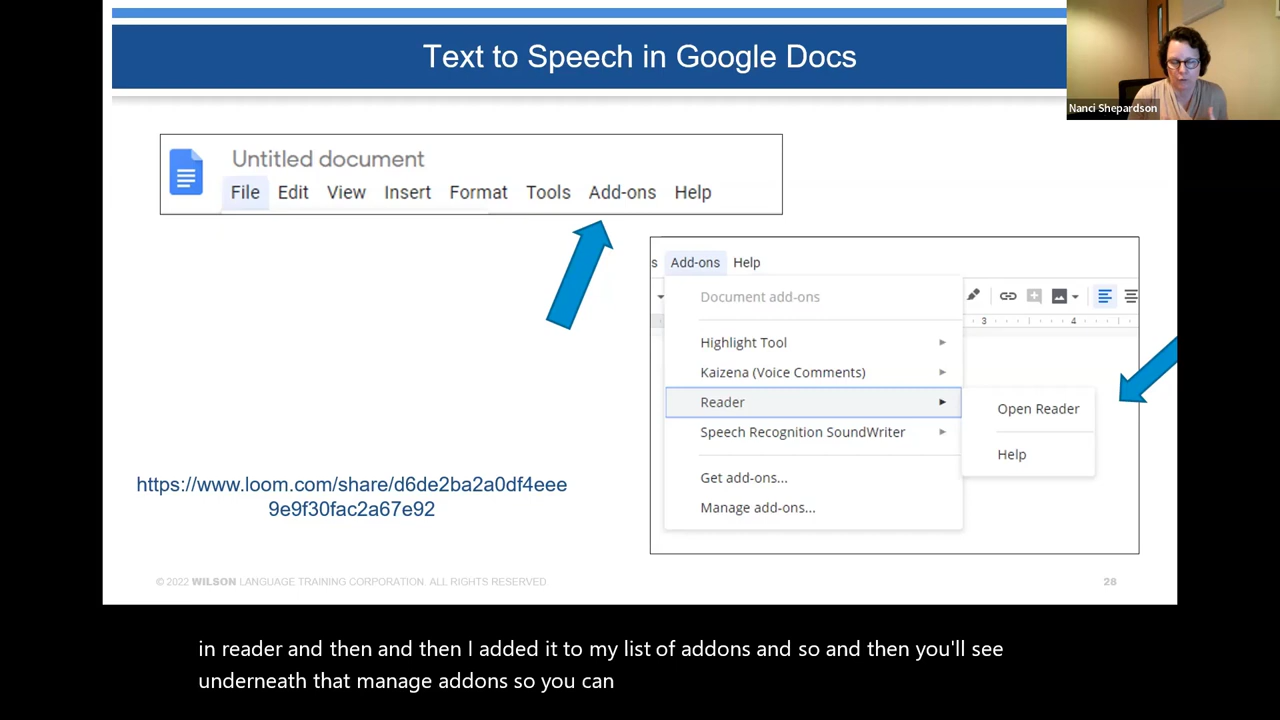 Text to Speech in Google Docs
Nanci Shepardson
Untitled document
File Edit View Insert Format Tools Add-ons Help
s Add-ons Help
Document add-ons
3 4
Highlight Tool
Kaizena (Voice Comments)
Reader
Open Reader
Speech Recognition SoundWriter
Help
Get add-ons...
Manage add-ons...
https://www.loom.com/share/d6de2ba2a0df4eee
9e9f30fac2a67e92
© 2022 WILSON LANGUAGE TRAINING CORPORATION. ALL RIGHTS RESERVED
28
in reader and then and then I added it to my list of addons and so and then you'll see
underneath that manage addons so you can